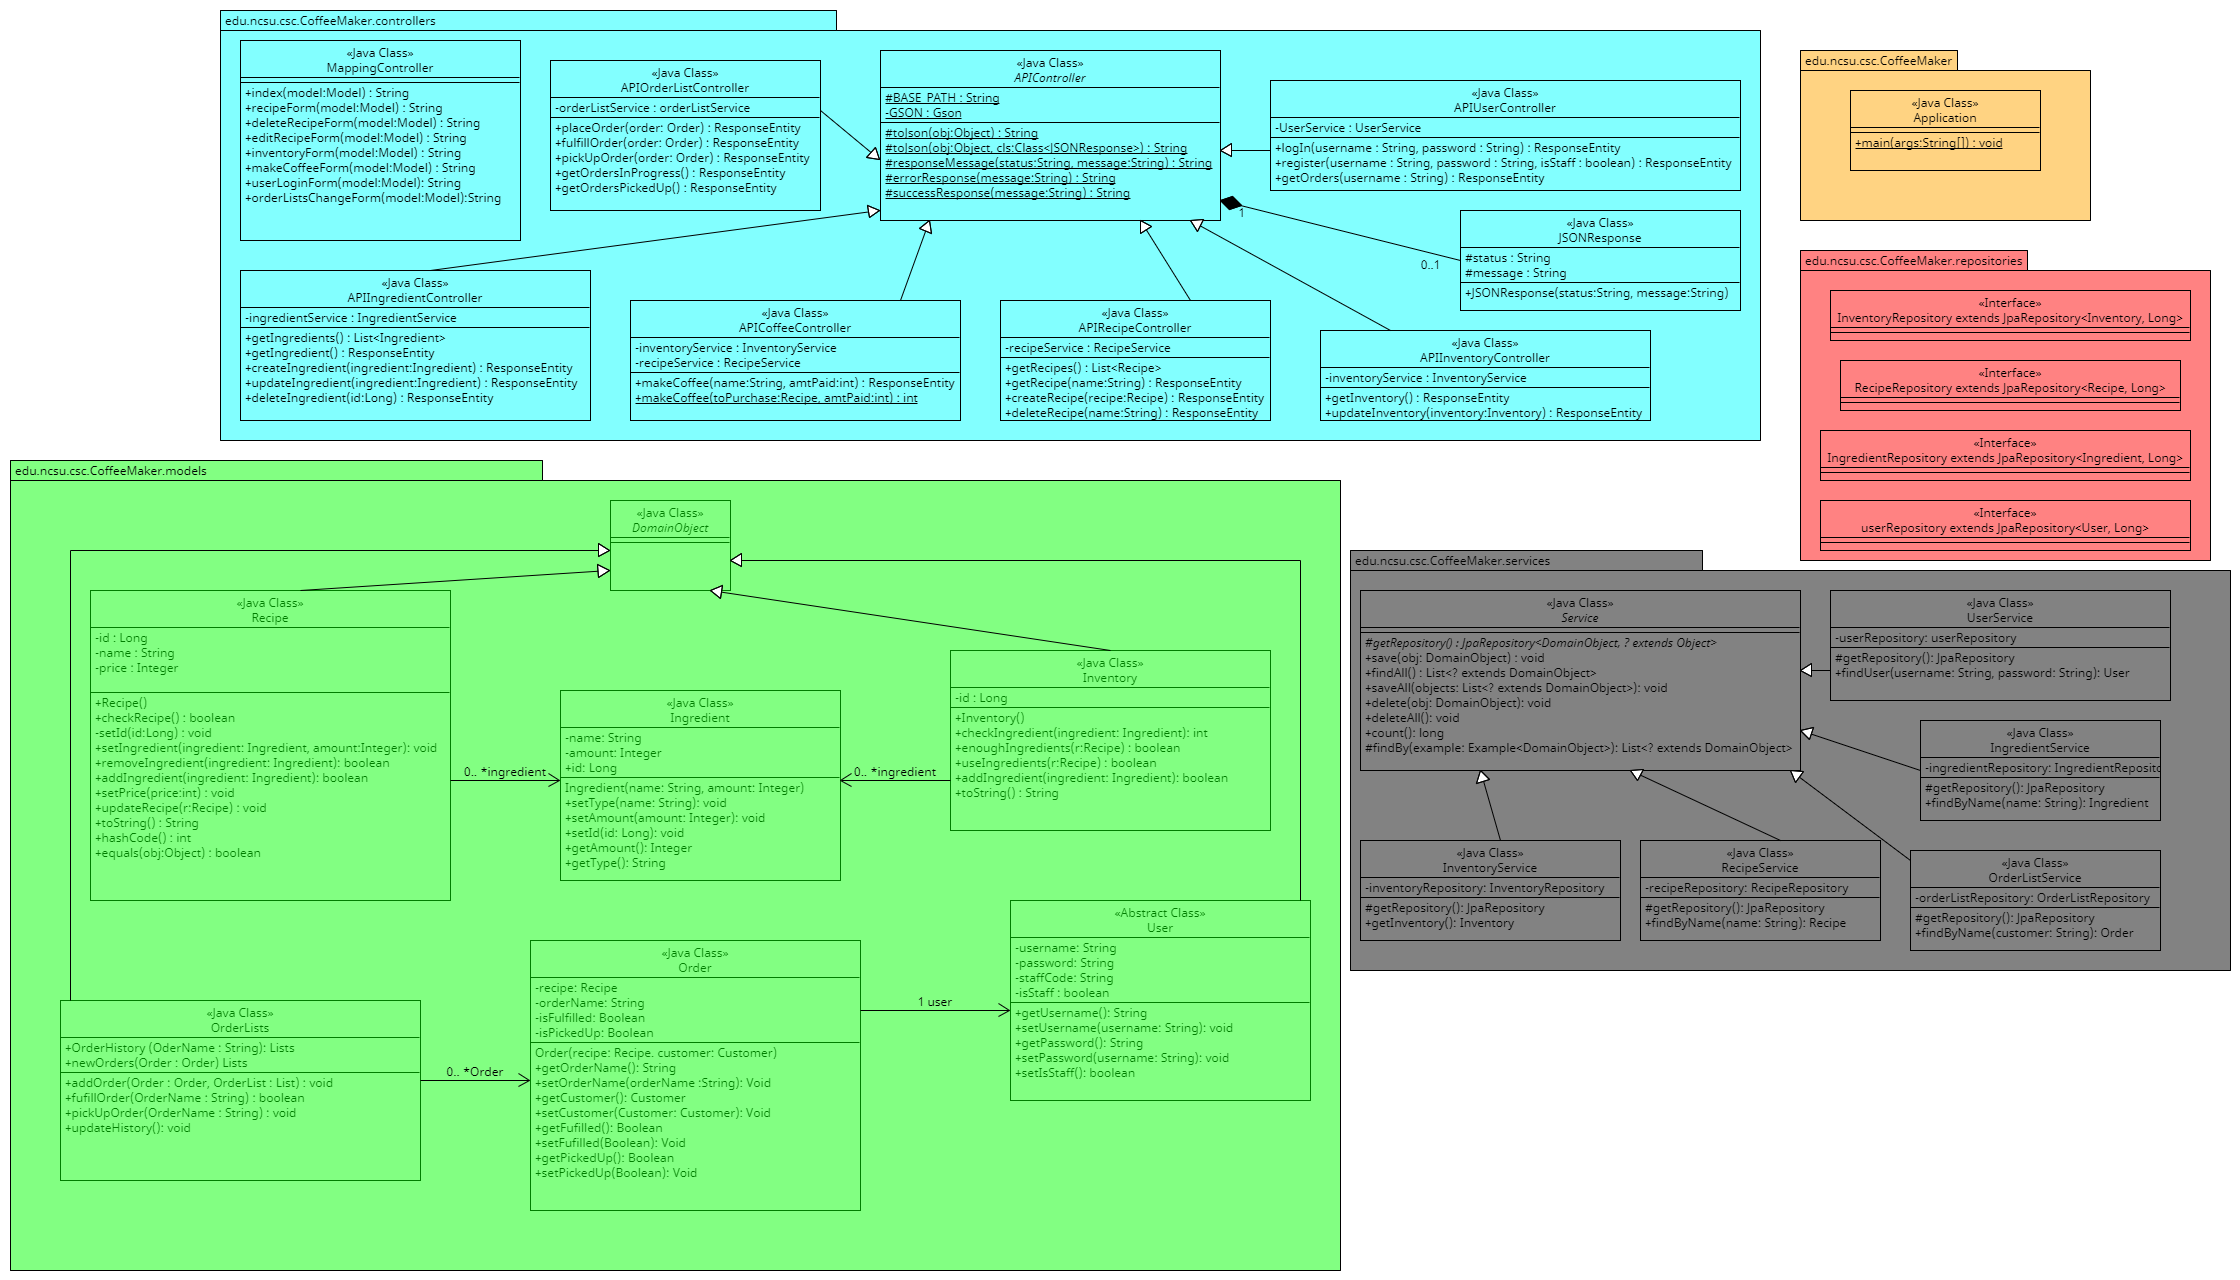 edu.ncsu.csc.CoffeeMaker.controllers
«Java Class»
MappingController
+index(model:Model) : String
+recipeForm(model:Model) : String
+deleteRecipeForm(model:Model) : String
+editRecipeForm(model:Model) : String
+inventoryForm(model:Model) : String
+makeCoffeeForm(model:Model) : String
+userLoginForm(model:Model): String
+orderListsChangeForm(model:Model):String
«Java Class»
APIOrderListController
-orderListService : orderListService
+placeOrder(order: Order) : ResponseEntity
+fulfillOrder(order: Order) : ResponseEntity
+pickUpOrder(order: Order) : ResponseEntity
+getOrdersInProgress() : ResponseEntity
+getOrdersPickedUp() : ResponseEntity
«Java Class»
APIController
#BASE_PATH : String
-GSON : Gson
#toJson(obj:Object) : String
#toJson(obj:Object, cls:Class<JSONResponse>) : String
#responseMessage(status:String, message:String) : String
#errorResponse(message:String) : String
#successResponse(message:String) : String
«Java Class»
APIUserController
-UserService : UserService
+logIn(username : String, password : String) : ResponseEntity
+register(username : String, password : String, isStaff : boolean) : ResponseEntity
+getOrders(username : String) : ResponseEntity
1
0..1
«Java Class»
JSONResponse
#status : String
#message : String
+JSONResponse(status:String, message:String)
«Java Class»
APIIngredientController
-ingredientService : IngredientService
+getIngredients() : List<Ingredient>
+getIngredient() : ResponseEntity
+createIngredient(ingredient:Ingredient) : ResponseEntity
+updateIngredient(ingredient:Ingredient) : ResponseEntity
+deleteIngredient(id:Long) : ResponseEntity
«Java Class»
APICoffeeController
-inventoryService : InventoryService
-recipeService : RecipeService
+makeCoffee(name:String, amtPaid:int) : ResponseEntity
+makeCoffee(toPurchase:Recipe, amtPaid:int) : int
«Java Class»
APIRecipeController
-recipeService : RecipeService
+getRecipes() : List<Recipe>
+getRecipe(name:String) : ResponseEntity
+createRecipe(recipe:Recipe) : ResponseEntity
+deleteRecipe(name:String) : ResponseEntity
«Java Class»
APIInventoryController
-inventoryService : InventoryService
+getInventory() : ResponseEntity
+updateInventory(inventory:Inventory) : ResponseEntity
edu.ncsu.csc.CoffeeMaker
«Java Class»
Application
+main(args:String[]) : void
edu.ncsu.csc.CoffeeMaker.repositories
«Interface»
InventoryRepository extends JpaRepository<Inventory, Long>
«Interface»
RecipeRepository extends JpaRepository<Recipe, Long>
«Interface»
IngredientRepository extends JpaRepository<Ingredient, Long>
«Interface»
userRepository extends JpaRepository<User, Long>
edu.ncsu.csc.CoffeeMaker.models
«Java Class»
DomainObject
«Java Class»
Recipe
-id : Long
-name : String
-price : Integer
+Recipe()
+checkRecipe() : boolean
-setId(id:Long) : void
+setIngredient(ingredient: Ingredient, amount:Integer): void
+removeIngredient(ingredient: Ingredient): boolean
+addIngredient(ingredient: Ingredient): boolean
+setPrice(price:int) : void
+updateRecipe(r:Recipe) : void
+toString() : String
+hashCode() : int
+equals(obj:Object) : boolean
0.. *ingredient
«Java Class»
Ingredient
-name: String
-amount: Integer
+id: Long
Ingredient(name: String, amount: Integer)
+setType(name: String): void
+setAmount(amount: Integer): void
+setId(id: Long): void
+getAmount(): Integer
+getType(): String
0.. *ingredient
«Java Class»
Inventory
-id : Long
+Inventory()
+checkIngredient(ingredient: Ingredient): int
+enoughIngredients(r:Recipe) : boolean
+useIngredients(r:Recipe) : boolean
+addIngredient(ingredient: Ingredient): boolean
+toString() : String
«Java Class»
OrderLists
+OrderHistory (OderName : String): Lists
+newOrders(Order : Order) Lists
+addOrder(Order : Order, OrderList : List) : void
+fufillOrder(OrderName : String) : boolean
+pickUpOrder(OrderName : String) : void
+updateHistory(): void
0.. *Order
«Java Class»
Order
-recipe: Recipe
-orderName: String
-isFulfilled: Boolean
-isPickedUp: Boolean
Order(recipe: Recipe. customer: Customer)
+getOrderName(): String
+setOrderName(orderName :String): Void
+getCustomer(): Customer
+setCustomer(Customer: Customer): Void
+getFufilled(): Boolean
+setFufilled(Boolean): Void
+getPickedUp(): Boolean
+setPickedUp(Boolean): Void
1 user
«Abstract Class»
User
-username: String
-password: String
-staffCode: String
-isStaff : boolean
+getUsername(): String
+setUsername(username: String): void
+getPassword(): String
+setPassword(username: String): void
+setIsStaff(): boolean
edu.ncsu.csc.CoffeeMaker.services
«Java Class»
Service
#getRepository() : JpaRepository<DomainObject, ? extends Object>
+save(obj: DomainObject) : void
+findAll() : List<? extends DomainObject>
+saveAll(objects: List<? extends DomainObject>): void
+delete(obj: DomainObject): void
+deleteAll(): void
+count(): long
#findBy(example: Example<DomainObject>): List<? extends DomainObject>
«Java Class»
UserService
-userRepository: userRepository
#getRepository(): JpaRepository
+findUser(username: String, password: String): User
«Java Class»
IngredientService
-ingredientRepository: IngredientReposito
#getRepository(): JpaRepository
+findByName(name: String): Ingredient
«Java Class»
InventoryService
-inventoryRepository: InventoryRepository
#getRepository(): JpaRepository
+getInventory(): Inventory
«Java Class»
RecipeService
-recipeRepository: RecipeRepository
#getRepository(): JpaRepository
+findByName(name: String): Recipe
«Java Class»
OrderListService
-orderListRepository: OrderListRepository
#getRepository(): JpaRepository
+findByName(customer: String): Order